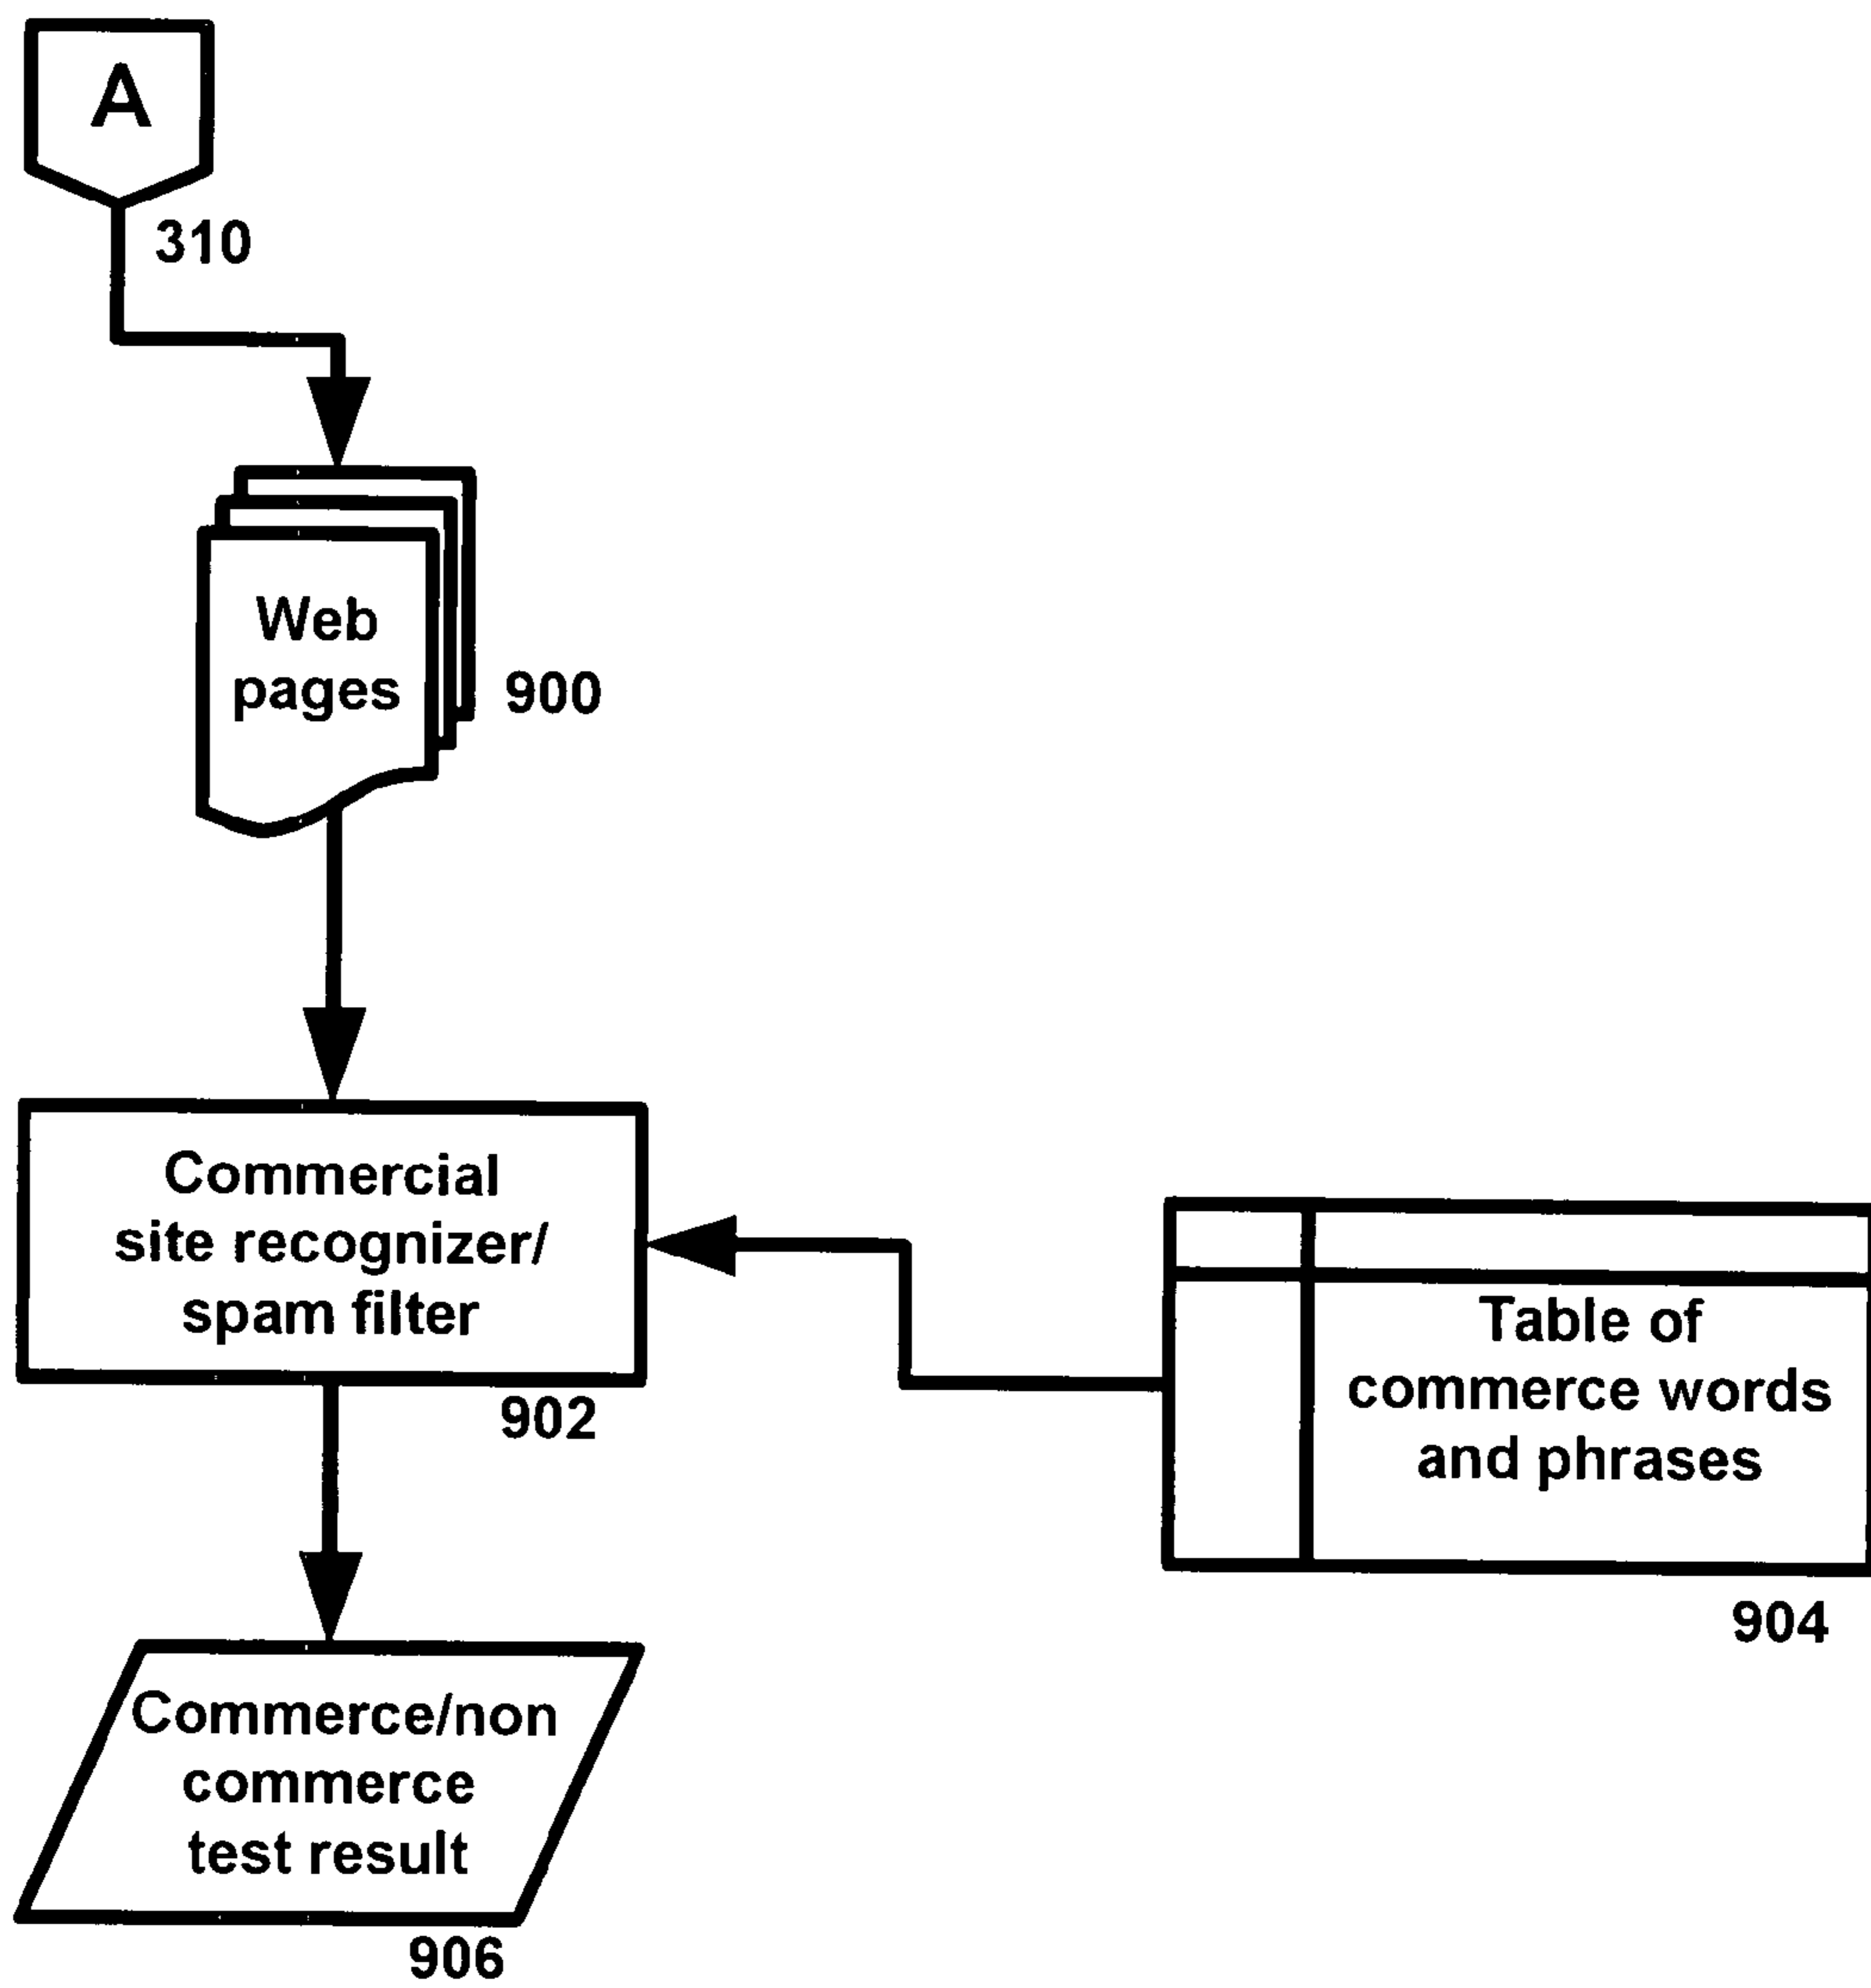 A
310
Web
pages
900
Commercial
site recognizer/
spam filter
902
Table of
commerce words
and phrases
904
Commerce/non
commerce
test result
906